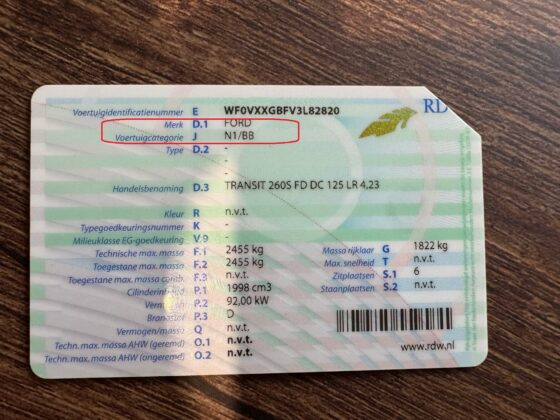 RD
Voertuigidentificatienummer E WF0VXXGBFV3L82820
Merk D.1 FORD
Voertuigcategorie J N1/BB
Type D.2 -
-
-
Handelsbenaming D.3 TRANSIT 260S FD DC 125 LR 4,23
Kleur R n.v.t.
Typegoedkeuringsnummer K -
Milieuklasse EG-goedkeuring V.9
Technische max. massa F.1 2455 kg
Toegestane max. massa F.2 2455 kg
Toegestane max. massa comb. F.3 n.v.t.
Cilinderinhoud P.1 1998 cm3
P.2 92,00 kW
Brandstof P.3 D
Vermogen/massa Q n.v.t.
Techn. max. massa AHW (geremd) O.1 n.v.t.
Techn. max. massa AHW (ongeremd) O.2 n.v.t.
Massa rijklaar G 1822 kg
Max. snelheid T n.v.t.
Zitplaatsen S.1 6
Staanplaatsen S.2 n.v.t.
www.rdw.nl